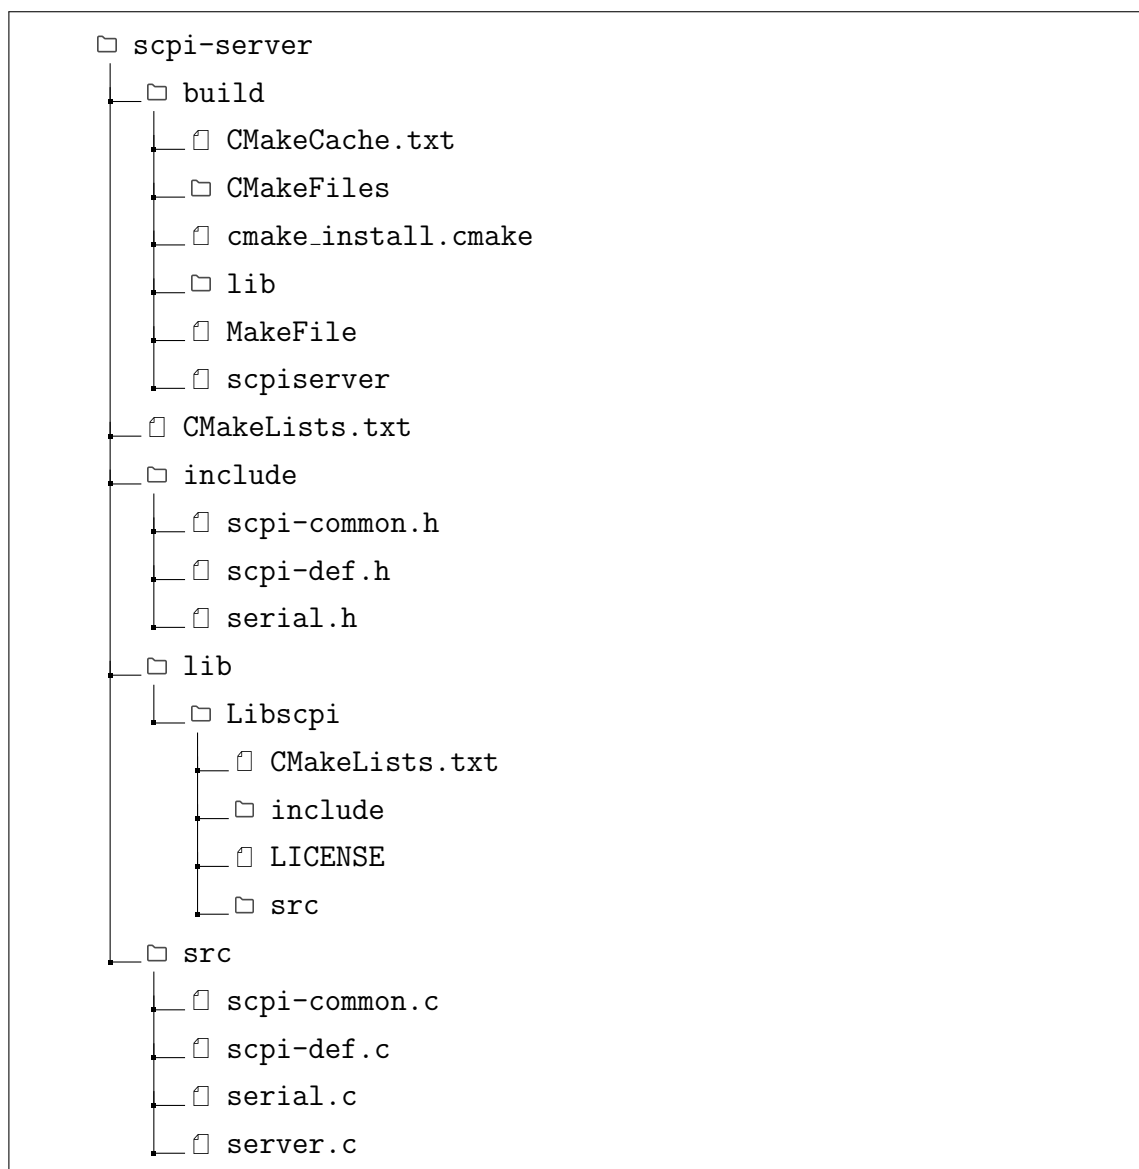 scpi-server
build
CMakeCache.txt
CMakeFiles
cmake_install.cmake
lib
MakeFile
scpiserver
CMakeLists.txt
include
scpi-common.h
scpi-def.h
serial.h
lib
Libscpi
CMakeLists.txt
include
LICENSE
src
src
scpi-common.c
scpi-def.c
serial.c
server.c